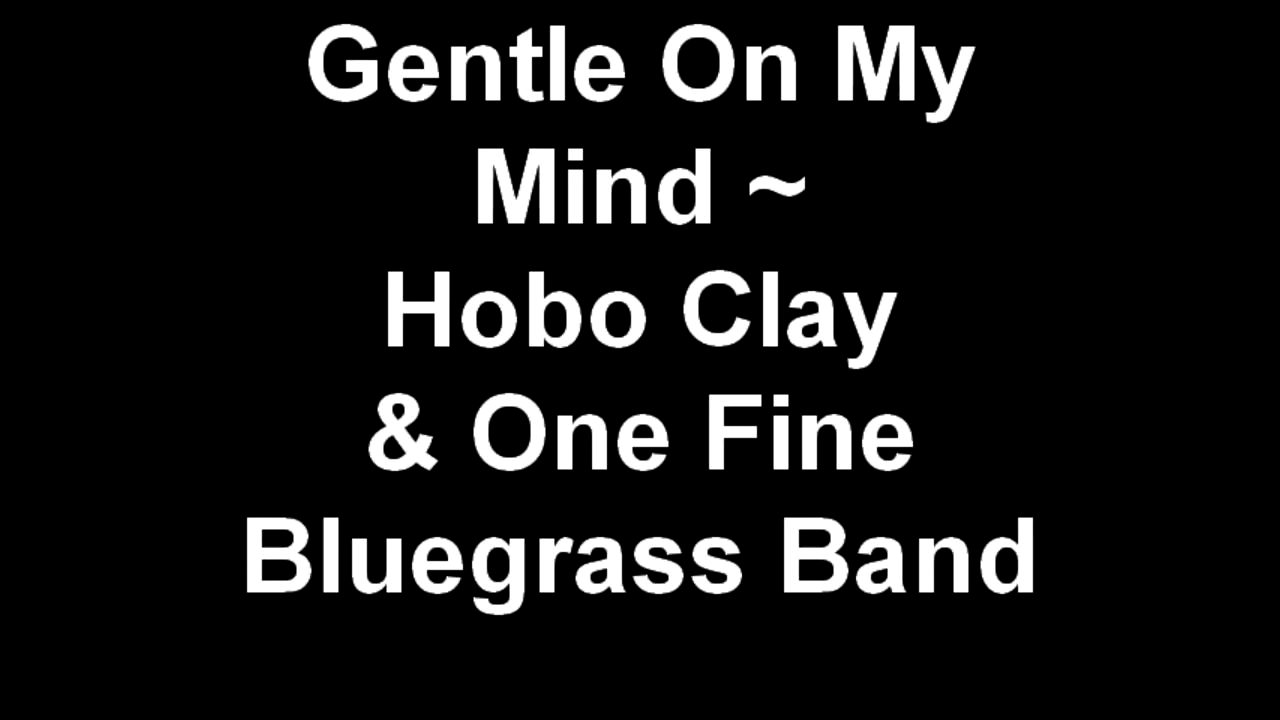 Gentle On My
Mind ~
Hobo Clay
& One Fine
Bluegrass Band